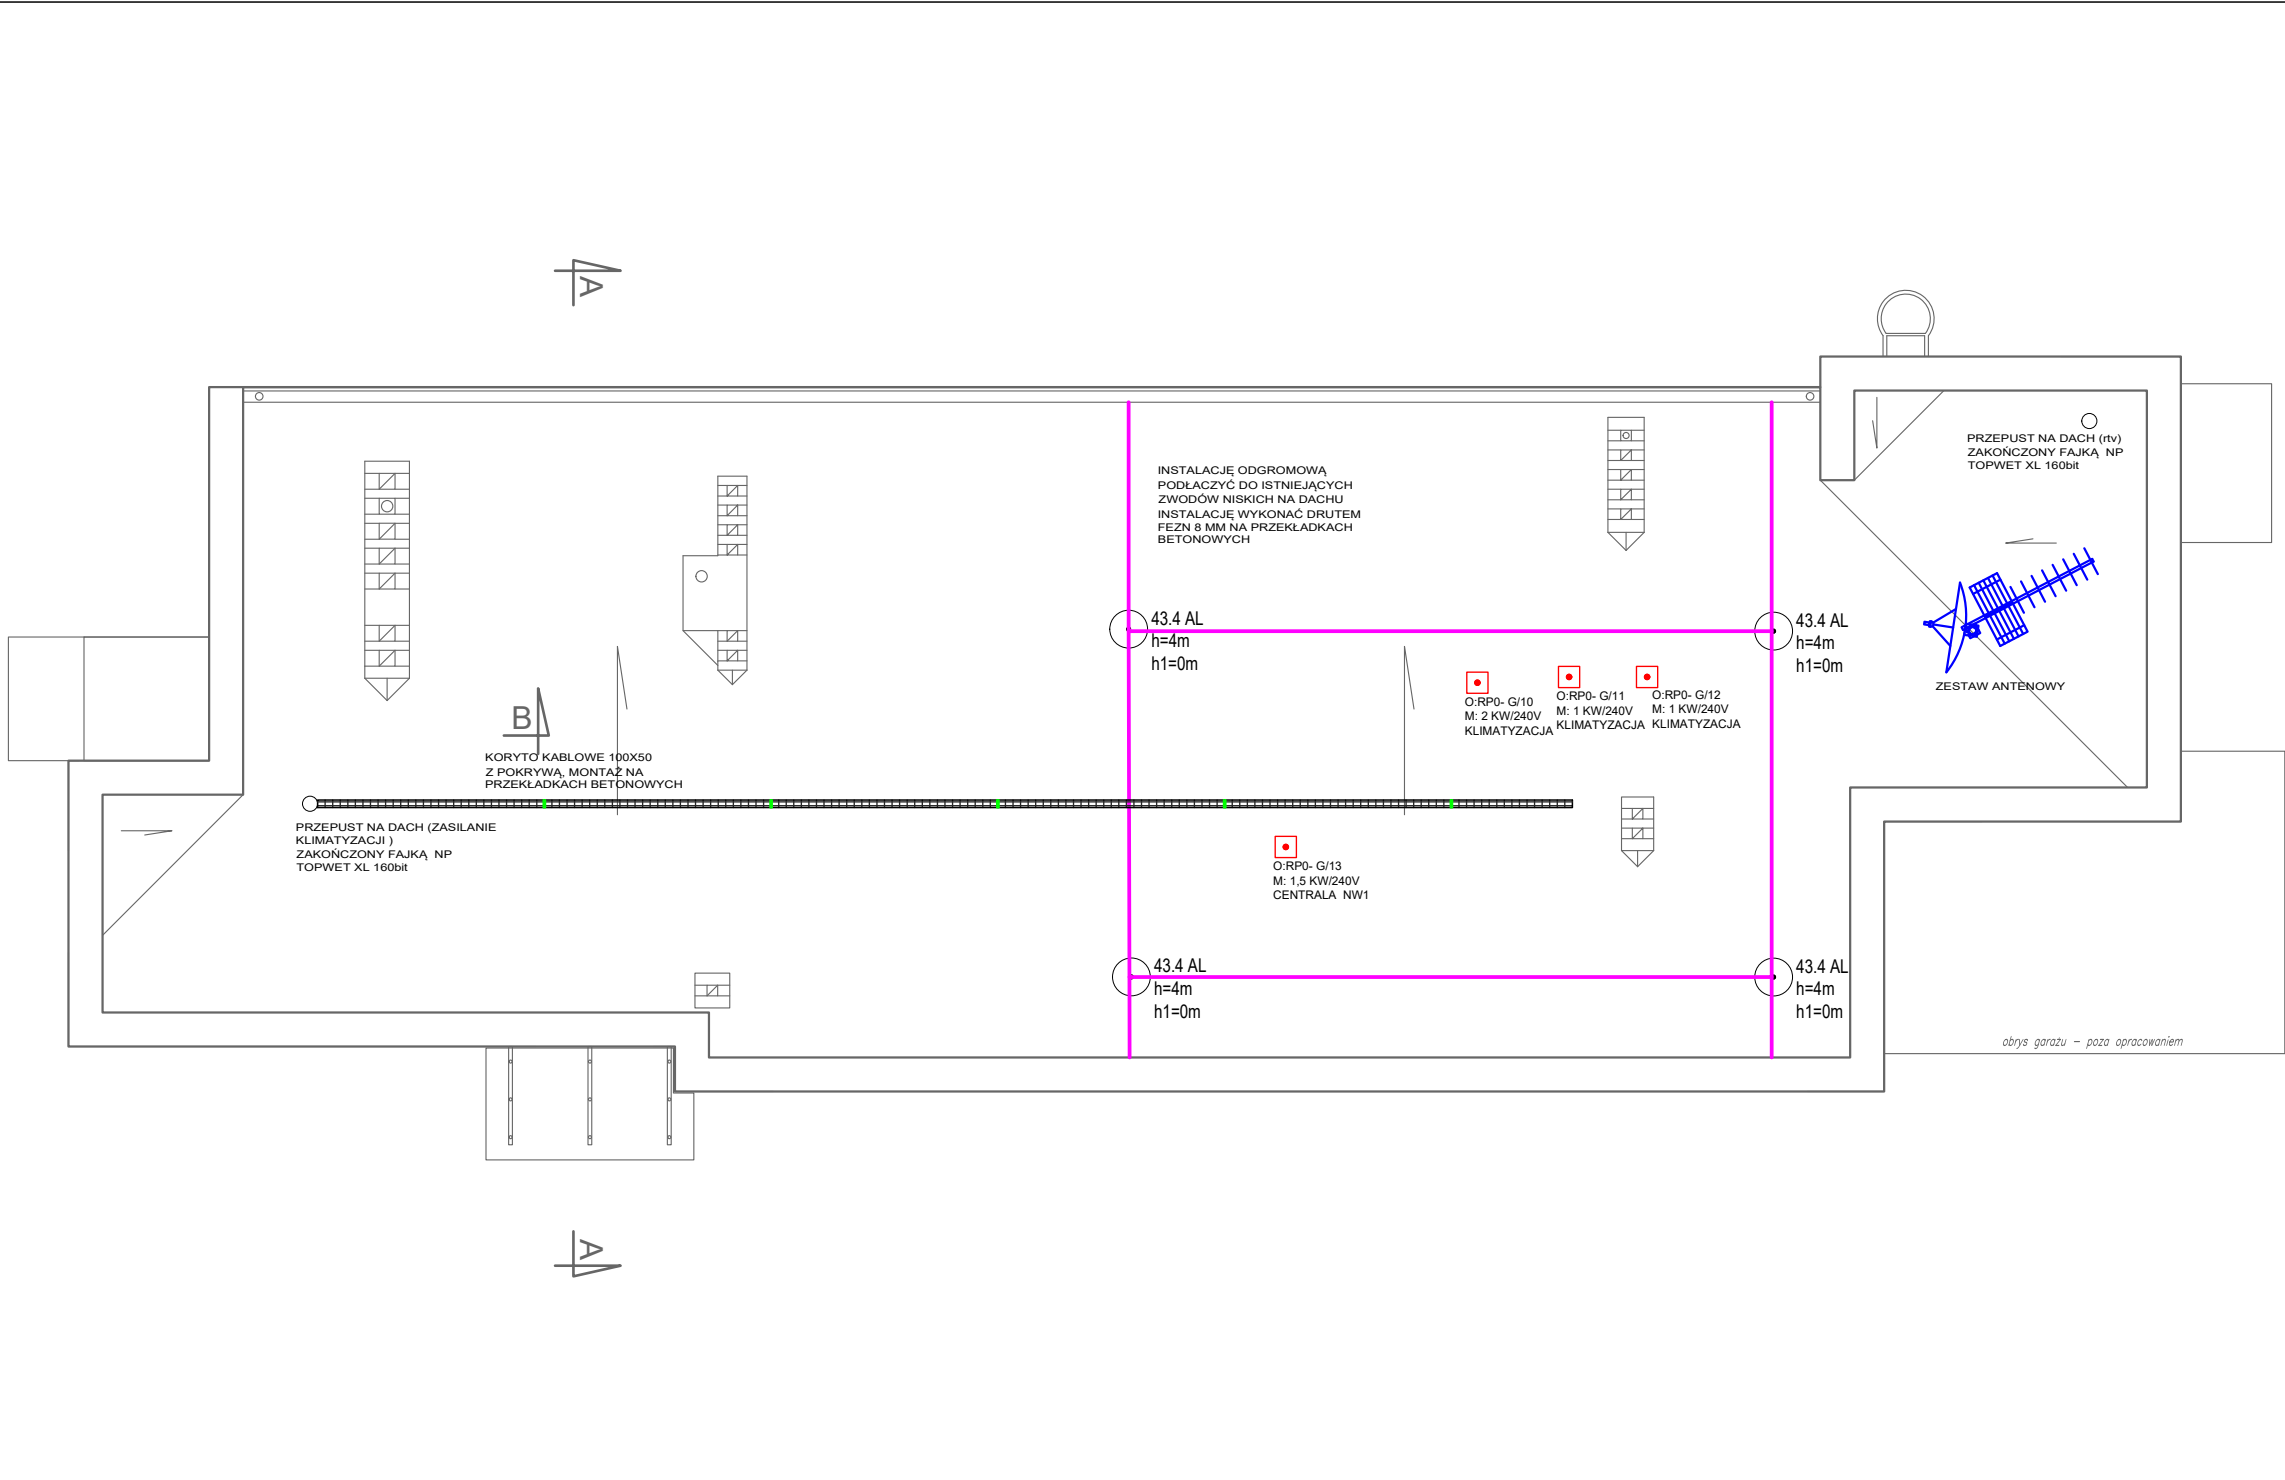 A
PRZEPUST NA DACH (rtv)
ZAKOŃCZONY FAJKĄ  NP
TOPWET XL 160bit
INSTALACJĘ ODGROMOWĄ
PODŁACZYĆ DO ISTNIEJĄCYCH
ZWODÓW NISKICH NA DACHU
INSTALACJĘ WYKONAĆ DRUTEM
FEZN 8 MM NA PRZEKŁADKACH
BETONOWYCH
43.4 AL
h=4m
h1=0m
43.4 AL
h=4m
h1=0m
ZESTAW ANTENOWY
O:RP0- G/10
M: 2 KW/240V
KLIMATYZACJA
O:RP0- G/11
M: 1 KW/240V
KLIMATYZACJA
O:RP0- G/12
M: 1 KW/240V
KLIMATYZACJA
B
KORYTO KABLOWE 100X50
Z POKRYWĄ, MONTAŻ NA
PRZEKŁADKACH BETONOWYCH
PRZEPUST NA DACH (ZASILANIE
KLIMATYZACJI )
ZAKOŃCZONY FAJKĄ  NP
TOPWET XL 160bit
O:RP0- G/13
M: 1,5 KW/240V
CENTRALA  NW1
43.4 AL
h=4m
h1=0m
43.4 AL
h=4m
h1=0m
obrys garażu – poza opracowaniem
A